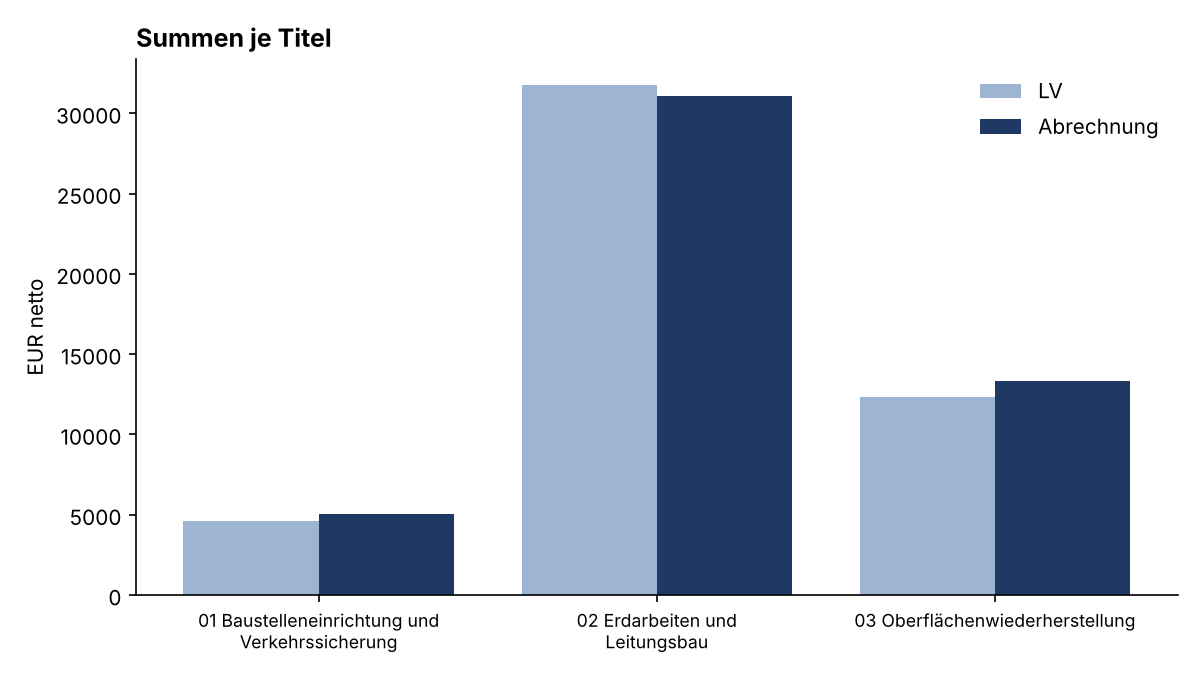 Summen je Titel
LV
Abrechnung
EUR netto
30000
25000
20000
15000
10000
5000
0
01 Baustelleneinrichtung und
Verkehrssicherung
02 Erdarbeiten und
Leitungsbau
03 Oberflächenwiederherstellung